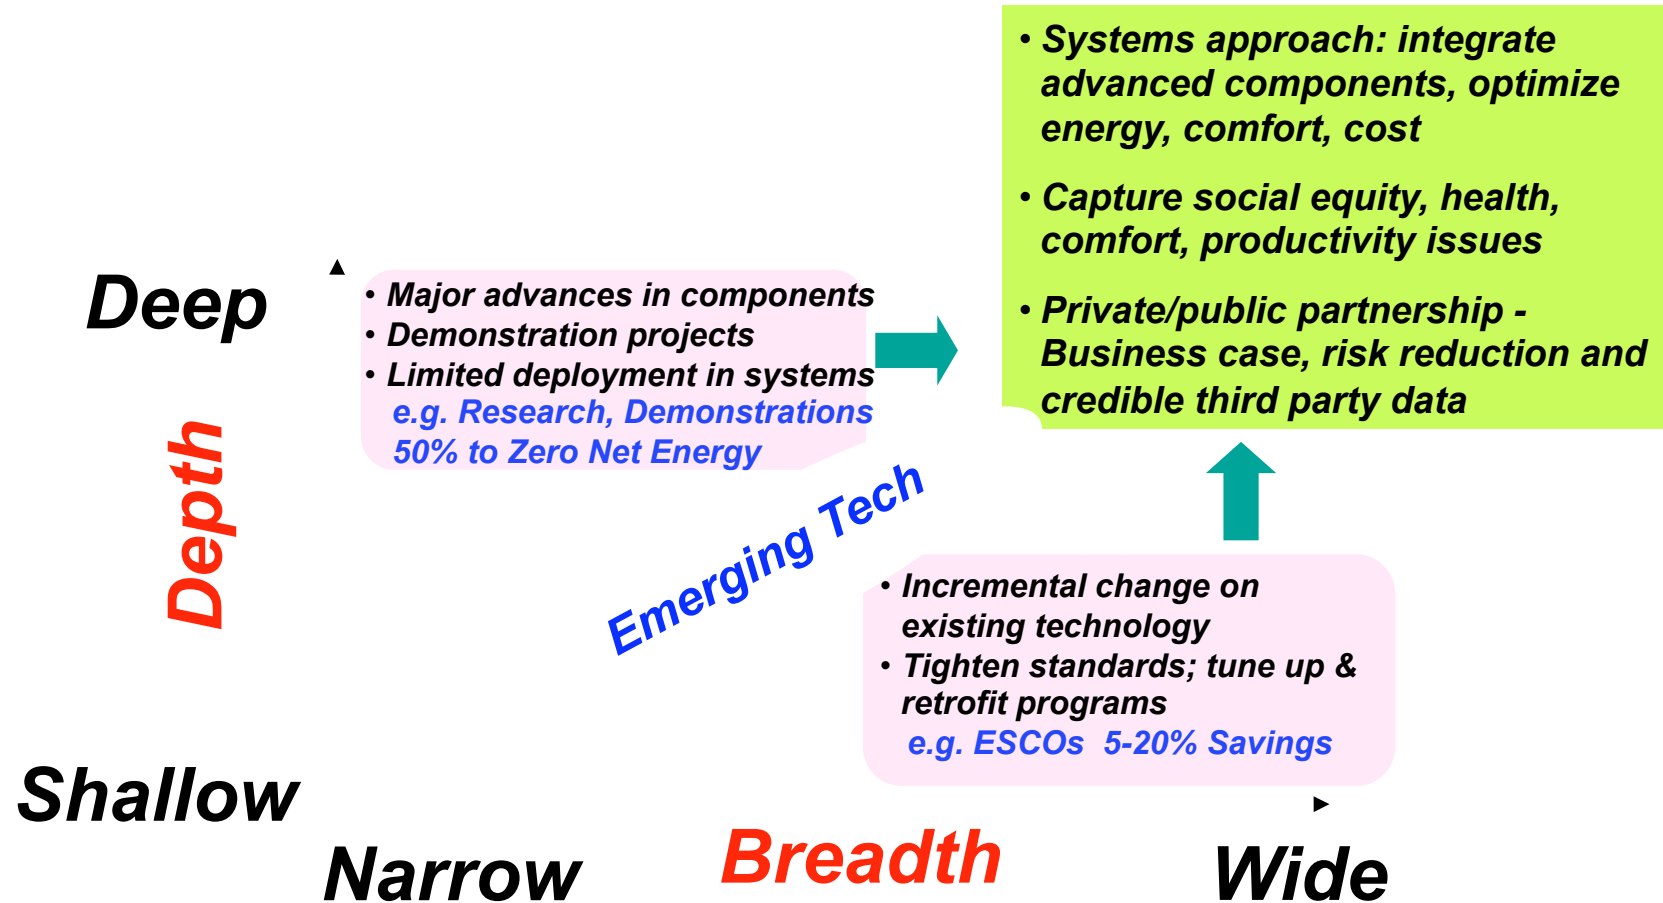 • Systems approach: integrate
advanced components, optimize
energy, comfort, cost
• Capture social equity, health,
comfort, productivity issues
• Private/public partnership -
Business case, risk reduction and
credible third party data
Deep
• Major advances in components
• Demonstration projects
• Limited deployment in systems
e.g. Research, Demonstrations
50% to Zero Net Energy
Depth
Emerging Tech
• Incremental change on
existing technology
• Tighten standards; tune up &
retrofit programs
e.g. ESCOs 5-20% Savings
Shallow
Narrow
Breadth
Wide